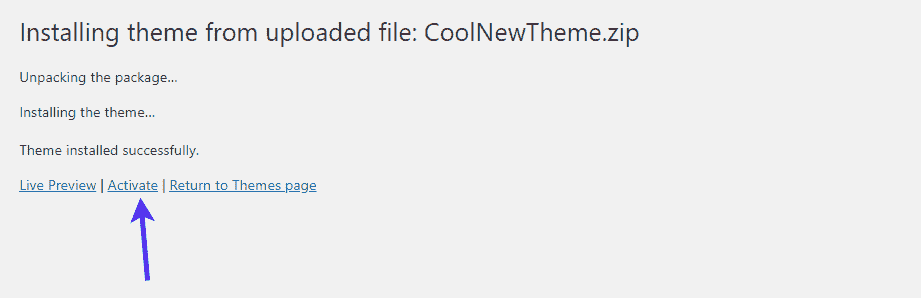 Installing theme from uploaded file: CoolNewTheme.zip
Unpacking the package...
Installing the theme...
Theme installed successfully.
Live Preview | Activate | Return to Themes page